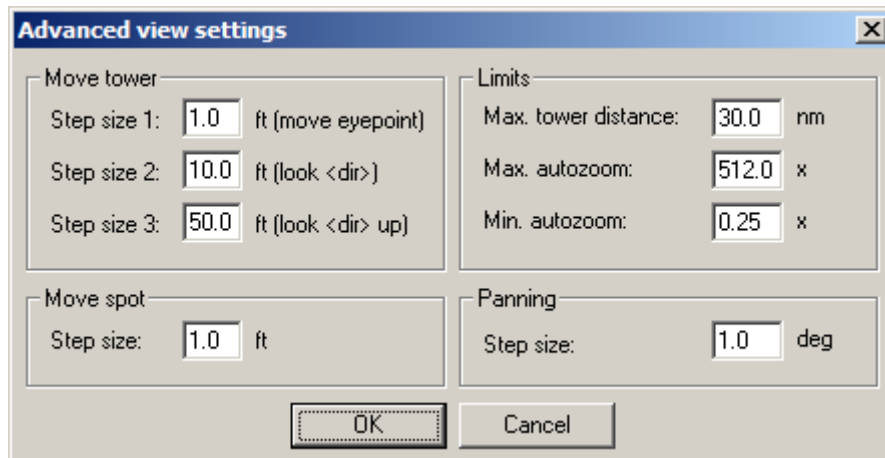 Advanced view settings
Move tower
Step size 1: 1.0 ft (move eyepoint)
Step size 2: 10.0 ft (look <dir>)
Step size 3: 50.0 ft (look <dir> up)
Limits
Max. tower distance: 30.0 nm
Max. autozoom: 512.0 x
Min. autozoom: 0.25 x
Move spot
Step size: 1.0 ft
Panning
Step size: 1.0 deg
OK Cancel